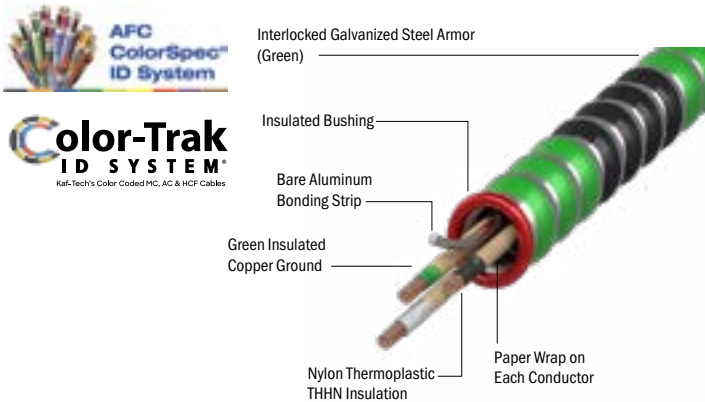 AFC
ColorSpec®
ID System
Color-Trak
ID SYSTEM®
Kaf-Tech's Color Coded MC, AC & HCF Cables
Interlocked Galvanized Steel Armor
(Green)
Insulated Bushing
Bare Aluminum
Bonding Strip
Green Insulated
Copper Ground
Nylon Thermoplastic
THHN Insulation
Paper Wrap on
Each Conductor